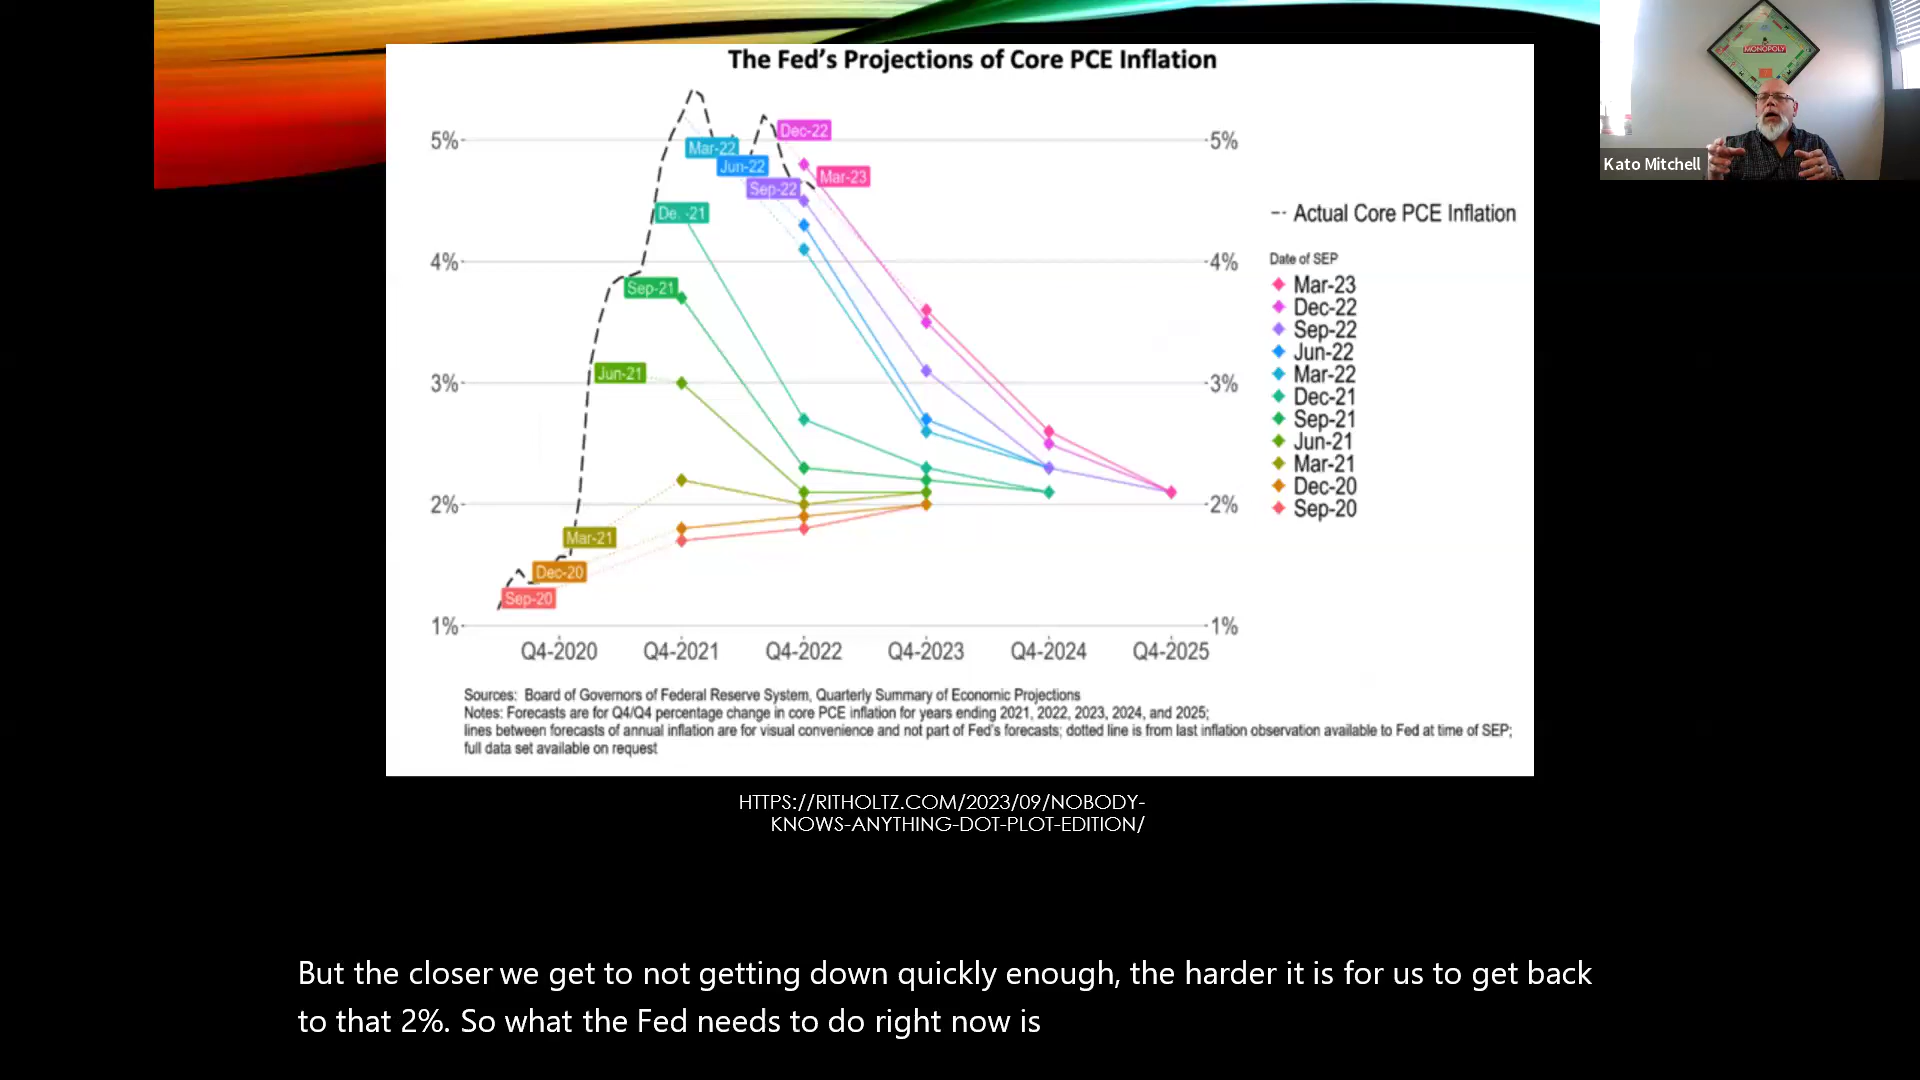 The Fed's Projections of Core PCE Inflation
MONOPOLY
Kato Mitchell
5%
4%
3%
2%
1%
5%
4%
3%
2%
1%
Dec-22
Mar-22
Jun-22
Mar-23
Sep-22
De. -21
Sep-21
Jun-21
Mar-21
Dec-20
Sep-20
Q4-2020 Q4-2021 Q4-2022 Q4-2023 Q4-2024 Q4-2025
-- Actual Core PCE Inflation
Date of SEP
Mar-23
Dec-22
Sep-22
Jun-22
Mar-22
Dec-21
Sep-21
Jun-21
Mar-21
Dec-20
Sep-20
Sources: Board of Governors of Federal Reserve System, Quarterly Summary of Economic Projections
Notes: Forecasts are for Q4/Q4 percentage change in core PCE inflation for years ending 2021, 2022, 2023, 2024, and 2025;
lines between forecasts of annual inflation are for visual convenience and not part of Fed's forecasts; dotted line is from last inflation observation available to Fed at time of SEP;
full data set available on request
HTTPS://RITHOLTZ.COM/2023/09/NOBODY-
KNOWS-ANYTHING-DOT-PLOT-EDITION/
But the closer we get to not getting down quickly enough, the harder it is for us to get back
to that 2%. So what the Fed needs to do right now is